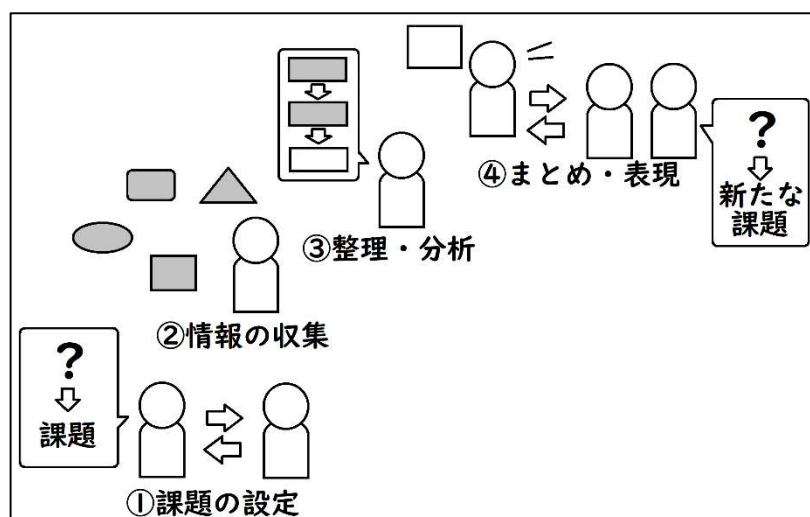 ?
課題
①課題の設定
②情報の収集
③整理・分析
④まとめ・表現
?
新たな
課題